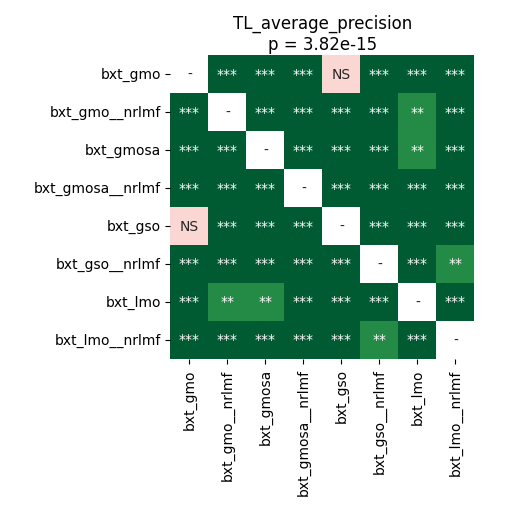 TL_average_precision
p = 3.82e-15
bxt_gmo - *** *** *** NS *** *** ***
bxt_gmo__nrlmf *** - *** *** *** *** ** ***
bxt_gmosa *** *** - *** *** *** ** ***
bxt_gmosa__nrlmf *** *** *** - *** *** *** ***
bxt_gso NS *** *** *** - *** *** ***
bxt_gso__nrlmf *** *** *** *** *** - *** **
bxt_lmo *** ** ** *** *** *** - ***
bxt_lmo__nrlmf *** *** *** *** *** ** *** -
bxt_gmo
bxt_gmo__nrlmf
bxt_gmosa
bxt_gmosa__nrlmf
bxt_gso
bxt_gso__nrlmf
bxt_lmo
bxt_lmo__nrlmf